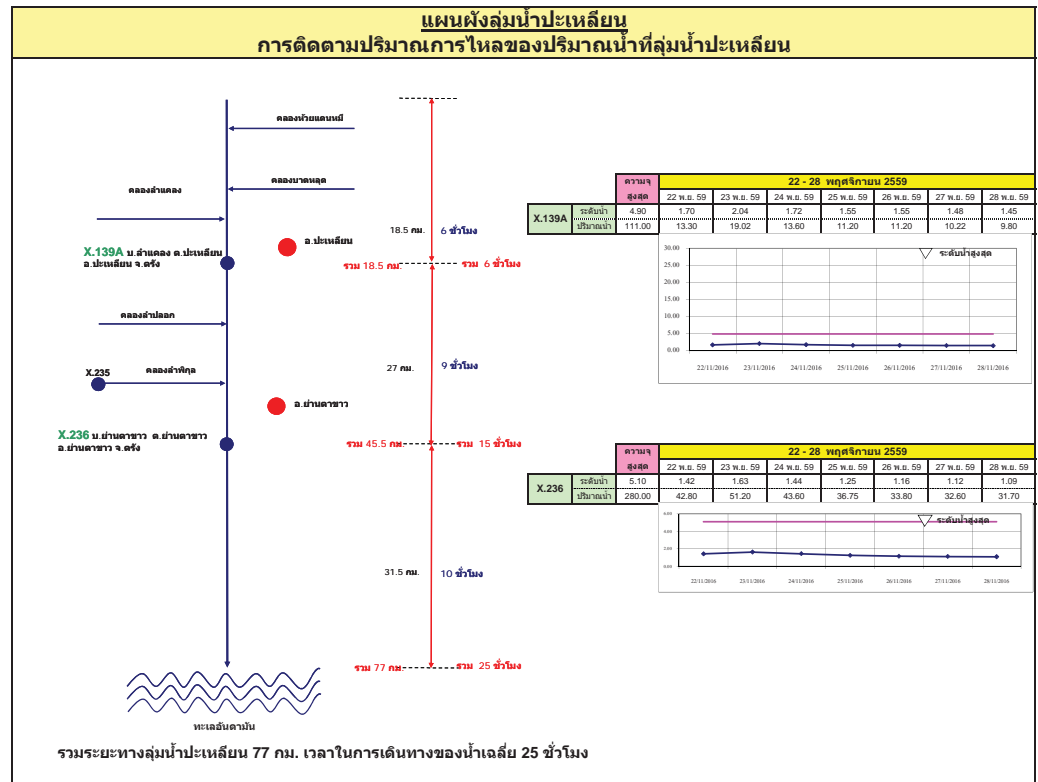 แผนผังลุ่มน้ำปะเหลียน
การติดตามปริมาณการไหลของปริมาณน้ำที่ลุ่มน้ำปะเหลียน
คลองห้วยแดนหมี
คลองบาดหลุด
คลองลำแคลง
18.5 กม. 6 ชั่วโมง
อ.ปะเหลียน
X.139A บ.ลำแคลง ต.ปะเหลียน
อ.ปะเหลียน จ.ตรัง
รวม 18.5 กม. รวม 6 ชั่วโมง
คลองลำปลอก
27 กม. 9 ชั่วโมง
X.235 คลองลำพิกุล
อ.ย่านตาขาว
X.236 บ.ย่านตาขาว ต.ย่านตาขาว
อ.ย่านตาขาว จ.ตรัง
รวม 45.5 กม. รวม 15 ชั่วโมง
31.5 กม. 10 ชั่วโมง
รวม 77 กม. รวม 25 ชั่วโมง
ทะเลอันดามัน
รวมระยะทางลุ่มน้ำปะเหลียน 77 กม. เวลาในการเดินทางของน้ำเฉลี่ย 25 ชั่วโมง
ความจุ 22 - 28 พฤศจิกายน 2559
สูงสุด 22 พ.ย. 59 23 พ.ย. 59 24 พ.ย. 59 25 พ.ย. 59 26 พ.ย. 59 27 พ.ย. 59 28 พ.ย. 59
X.139A ระดับน้ำ 4.90 1.70 2.04 1.72 1.55 1.55 1.48 1.45
ปริมาณน้ำ 111.00 13.30 19.02 13.60 11.20 11.20 10.22 9.80
30.00
ระดับน้ำสูงสุด
25.00
20.00
15.00
10.00
5.00
0.00
22/11/2016 23/11/2016 24/11/2016 25/11/2016 26/11/2016 27/11/2016 28/11/2016
ความจุ 22 - 28 พฤศจิกายน 2559
สูงสุด 22 พ.ย. 59 23 พ.ย. 59 24 พ.ย. 59 25 พ.ย. 59 26 พ.ย. 59 27 พ.ย. 59 28 พ.ย. 59
X.236 ระดับน้ำ 5.10 1.42 1.63 1.44 1.25 1.16 1.12 1.09
ปริมาณน้ำ 280.00 42.80 51.20 43.60 36.75 33.80 32.60 31.70
6.00
ระดับน้ำสูงสุด
4.00
2.00
0.00
22/11/2016 23/11/2016 24/11/2016 25/11/2016 26/11/2016 27/11/2016 28/11/2016